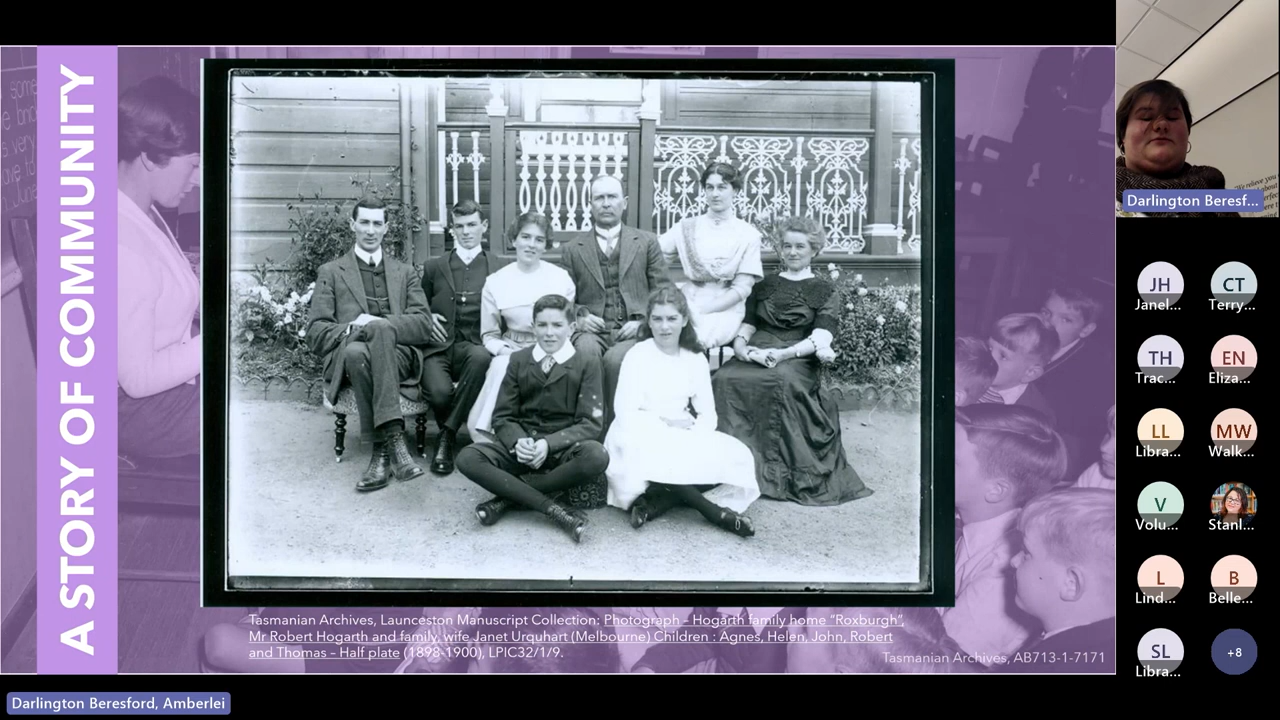 A STORY OF COMMUNITY
Tasmanian Archives, Launceston Manuscript Collection: Photograph – Hogarth family home “Roxburgh”,
Mr Robert Hogarth and family, wife Janet Urquhart (Melbourne) Children : Agnes, Helen, John, Robert
and Thomas – Half plate (1898-1900), LPIC32/1/9.
Tasmanian Archives, AB713-1-7171
Darlington Beresf...
JH
Janel...
CT
Terry...
TH
Trac...
EN
Eliza...
LL
Libra...
MW
Walk...
V
Volu...
Stanl...
L
Lind...
B
Belle...
SL
Libra...
+8
Darlington Beresford, Amberlei